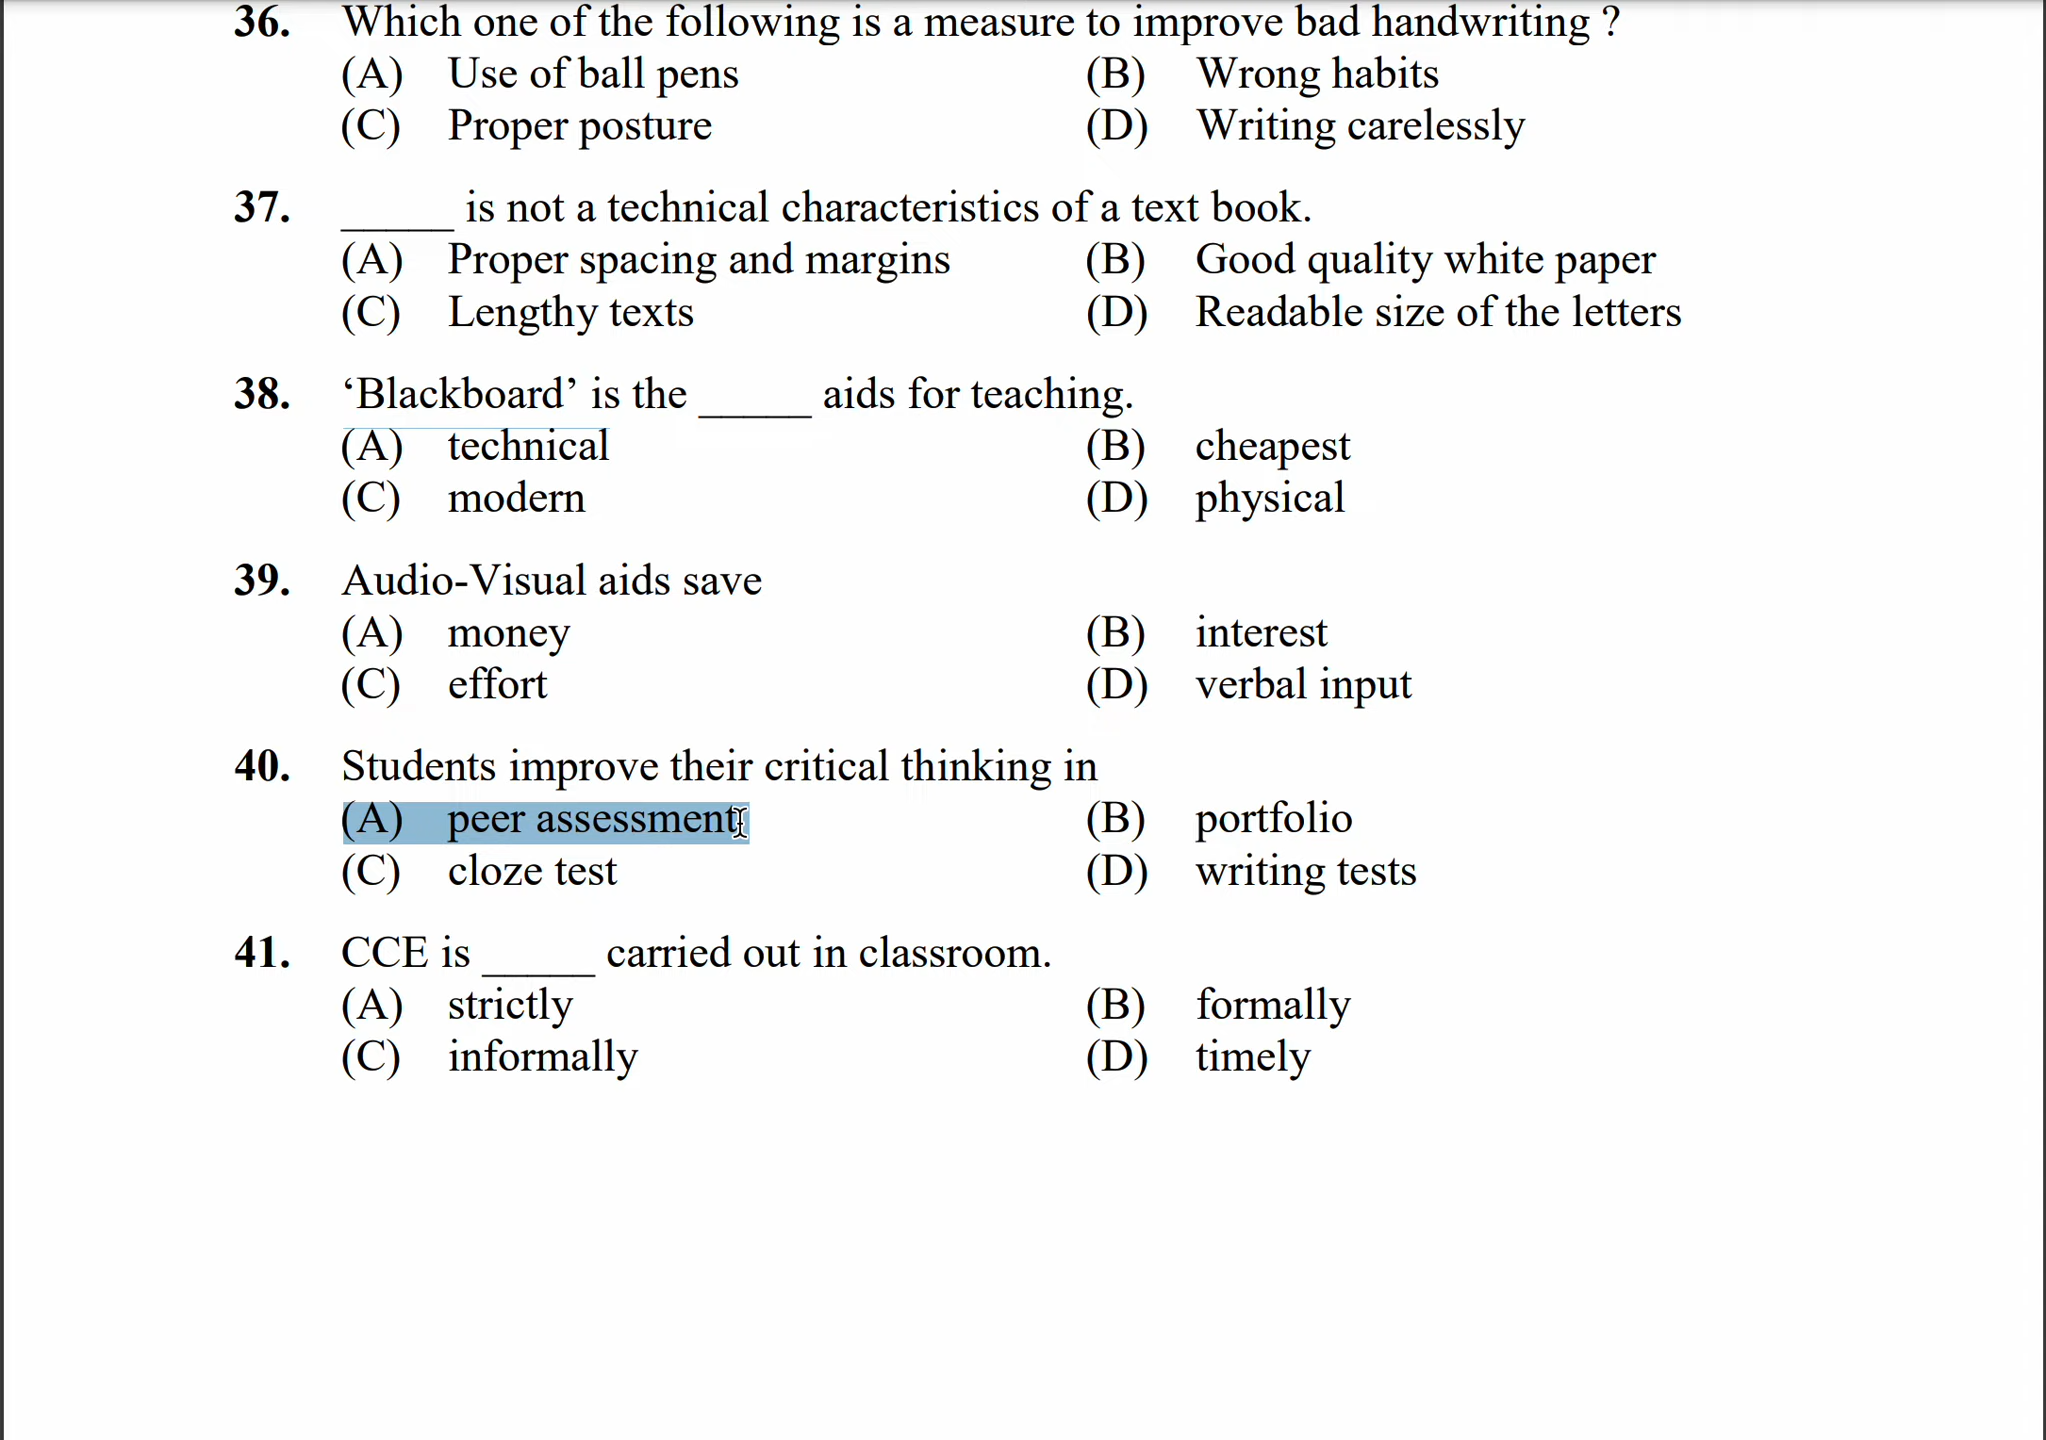 36. Which one of the following is a measure to improve bad handwriting ?
(A) Use of ball pens (B) Wrong habits
(C) Proper posture (D) Writing carelessly
37. _____ is not a technical characteristics of a text book.
(A) Proper spacing and margins (B) Good quality white paper
(C) Lengthy texts (D) Readable size of the letters
38. ‘Blackboard’ is the _____ aids for teaching.
(A) technical (B) cheapest
(C) modern (D) physical
39. Audio-Visual aids save
(A) money (B) interest
(C) effort (D) verbal input
40. Students improve their critical thinking in
(A) peer assessment (B) portfolio
(C) cloze test (D) writing tests
41. CCE is _____ carried out in classroom.
(A) strictly (B) formally
(C) informally (D) timely